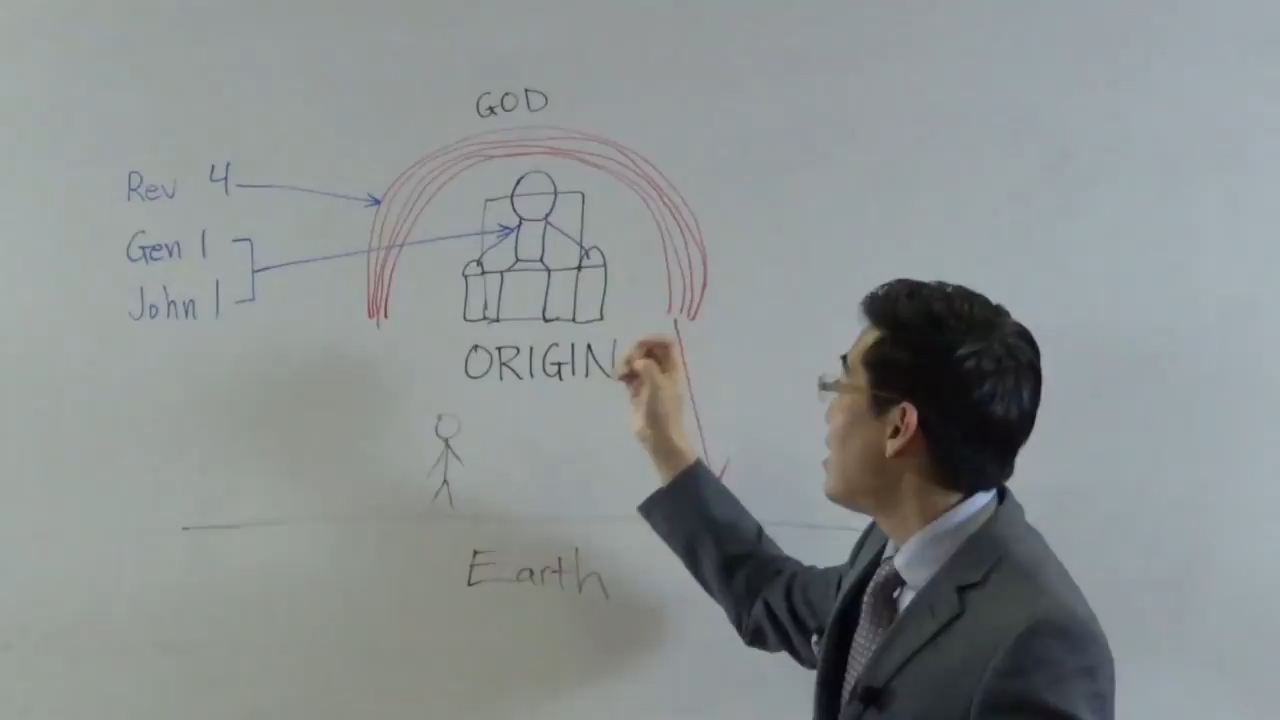 GOD
Rev 4
Gen 1
John 1
ORIGIN
Earth